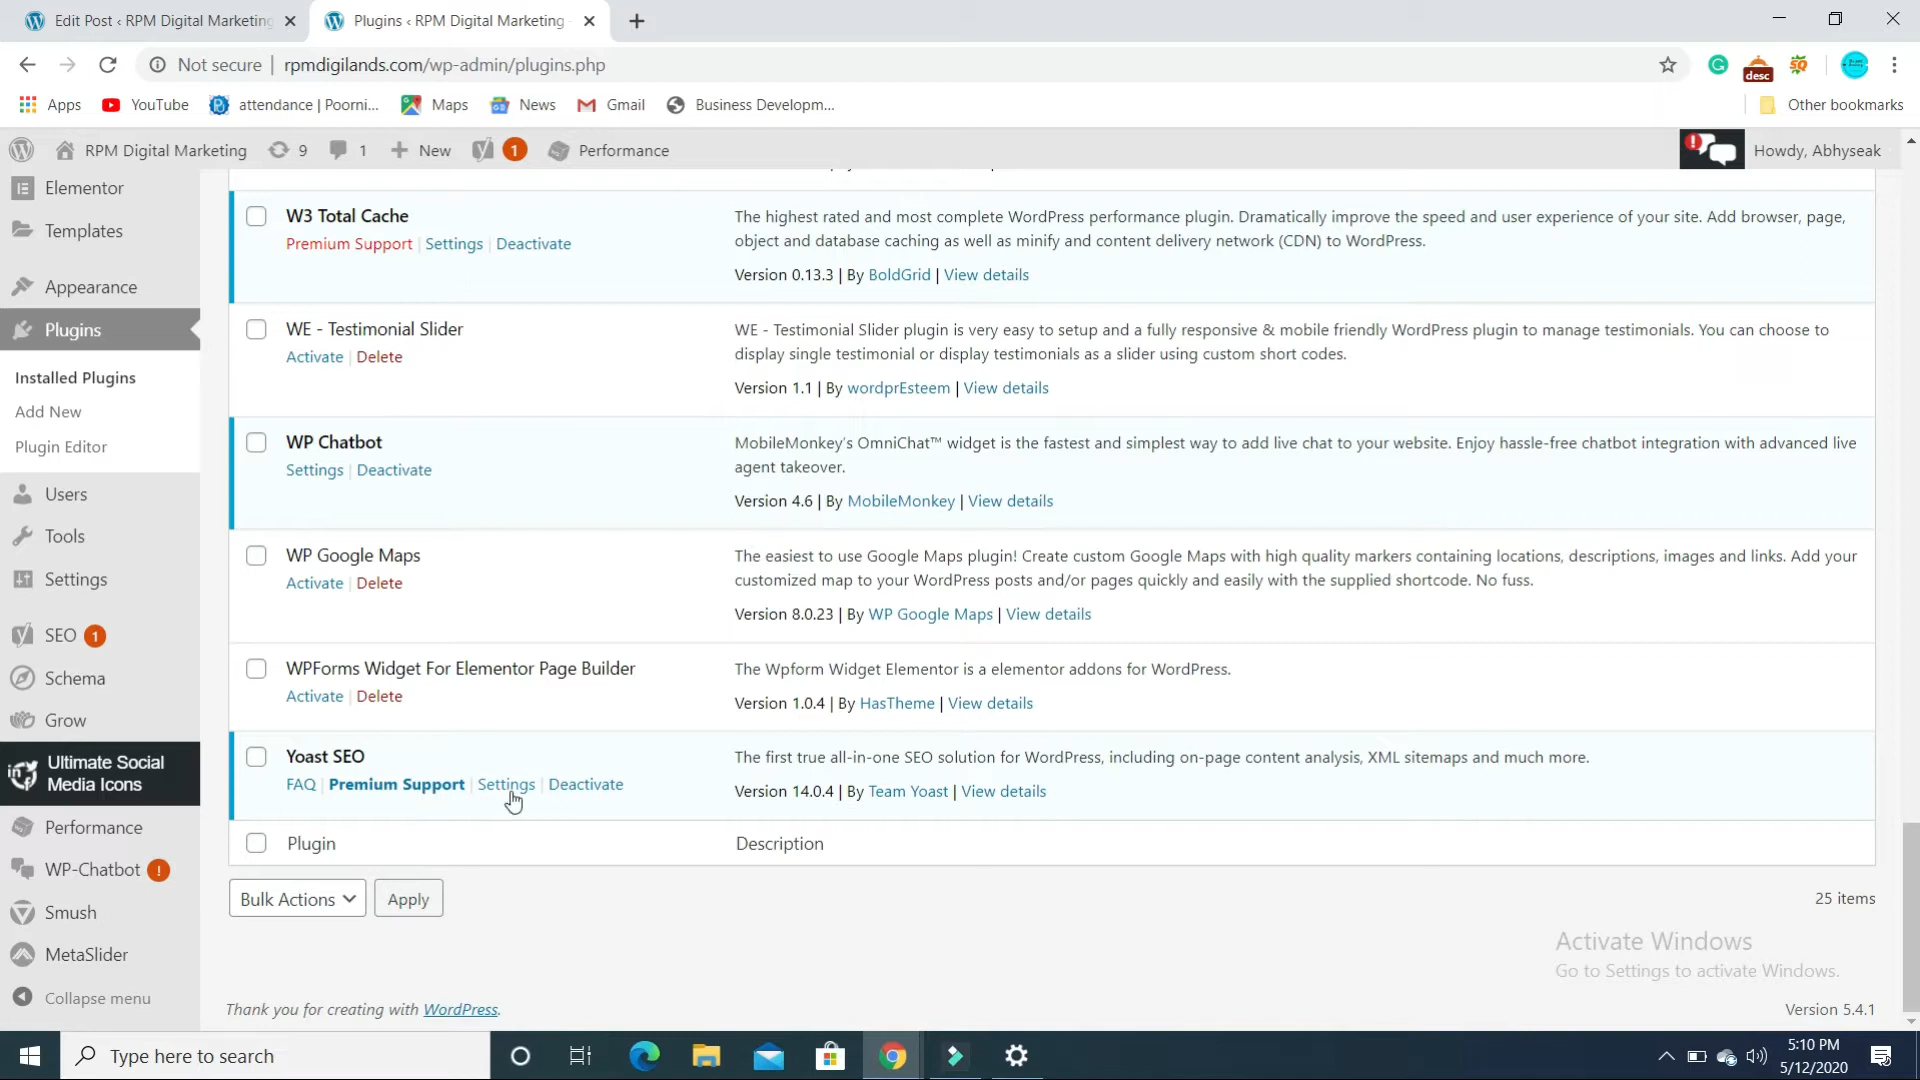 Edit Post ‹ RPM Digital Marketing
Plugins ‹ RPM Digital Marketing
Not secure | rpmdigilands.com/wp-admin/plugins.php
desc
SQ
Apps
YouTube
attendance | Poorni...
Maps
News
Gmail
Business Developm...
Other bookmarks
RPM Digital Marketing
9
1
New
1
Performance
Howdy, Abhyseak
Elementor
Templates
Appearance
Plugins
Installed Plugins
Add New
Plugin Editor
Users
Tools
Settings
SEO 1
Schema
Grow
Ultimate Social
Media Icons
Performance
WP-Chatbot !
Smush
MetaSlider
Collapse menu
W3 Total Cache
Premium Support | Settings | Deactivate
The highest rated and most complete WordPress performance plugin. Dramatically improve the speed and user experience of your site. Add browser, page,
object and database caching as well as minify and content delivery network (CDN) to WordPress.
Version 0.13.3 | By BoldGrid | View details
WE - Testimonial Slider
Activate | Delete
WE - Testimonial Slider plugin is very easy to setup and a fully responsive & mobile friendly WordPress plugin to manage testimonials. You can choose to
display single testimonial or display testimonials as a slider using custom short codes.
Version 1.1 | By wordprEsteem | View details
WP Chatbot
Settings | Deactivate
MobileMonkey's OmniChat™ widget is the fastest and simplest way to add live chat to your website. Enjoy hassle-free chatbot integration with advanced live
agent takeover.
Version 4.6 | By MobileMonkey | View details
WP Google Maps
Activate | Delete
The easiest to use Google Maps plugin! Create custom Google Maps with high quality markers containing locations, descriptions, images and links. Add your
customized map to your WordPress posts and/or pages quickly and easily with the supplied shortcode. No fuss.
Version 8.0.23 | By WP Google Maps | View details
WPForms Widget For Elementor Page Builder
Activate | Delete
The Wpform Widget Elementor is a elementor addons for WordPress.
Version 1.0.4 | By HasTheme | View details
Yoast SEO
FAQ | Premium Support | Settings | Deactivate
The first true all-in-one SEO solution for WordPress, including on-page content analysis, XML sitemaps and much more.
Version 14.0.4 | By Team Yoast | View details
Plugin
Description
Bulk Actions
Apply
25 items
Activate Windows
Go to Settings to activate Windows.
Thank you for creating with WordPress.
Version 5.4.1
Type here to search
5:10 PM
5/12/2020